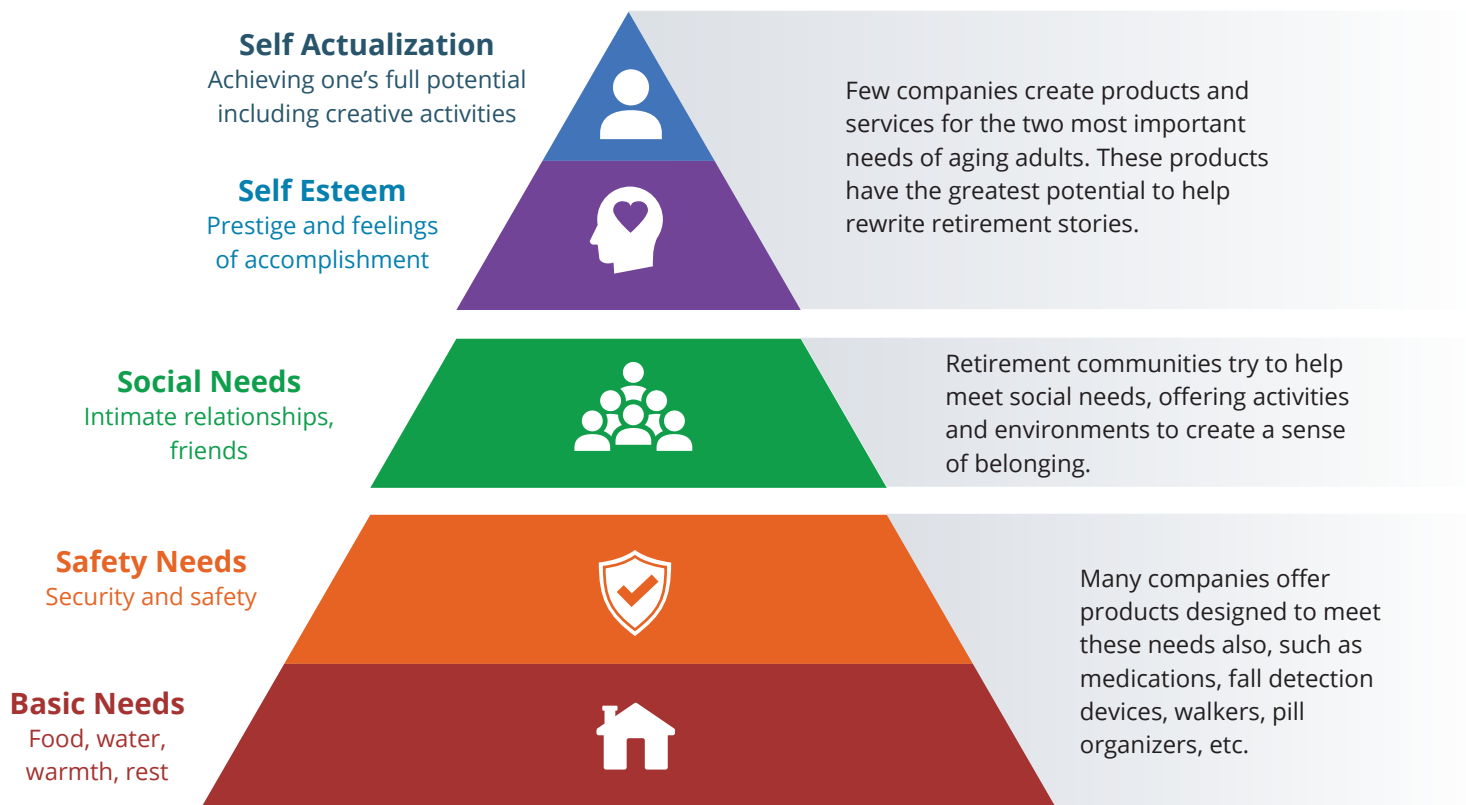 Self Actualization
Achieving one’s full potential
including creative activities
Few companies create products and
services for the two most important
needs of aging adults. These products
have the greatest potential to help
rewrite retirement stories.
Self Esteem
Prestige and feelings
of accomplishment
Social Needs
Intimate relationships,
friends
Retirement communities try to help
meet social needs, offering activities
and environments to create a sense
of belonging.
Safety Needs
Security and safety
Many companies offer
products designed to meet
these needs also, such as
medications, fall detection
devices, walkers, pill
organizers, etc.
Basic Needs
Food, water,
warmth, rest